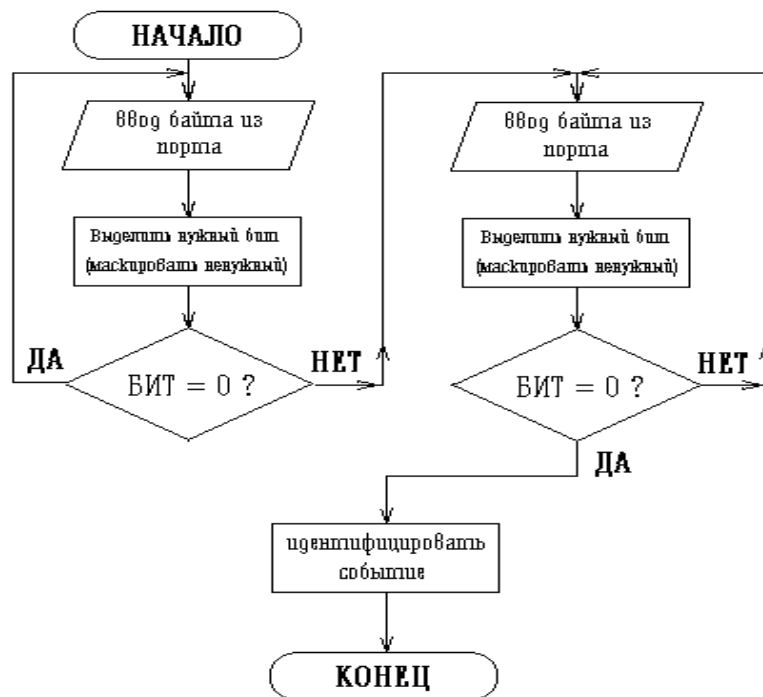 НАЧАЛО
ввод байта из
порта
Выделить нужный бит
(маскировать ненужный)
ДА
БИТ = 0 ?
НЕТ
ввод байта из
порта
Выделить нужный бит
(маскировать ненужный)
БИТ = 0 ?
НЕТ
ДА
идентифицировать
событие
КОНЕЦ